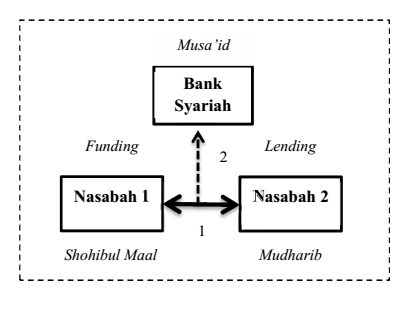 Musa’id
Bank
Syariah
Funding
Lending
2
Nasabah 1
Nasabah 2
1
Shohibul Maal
Mudharib